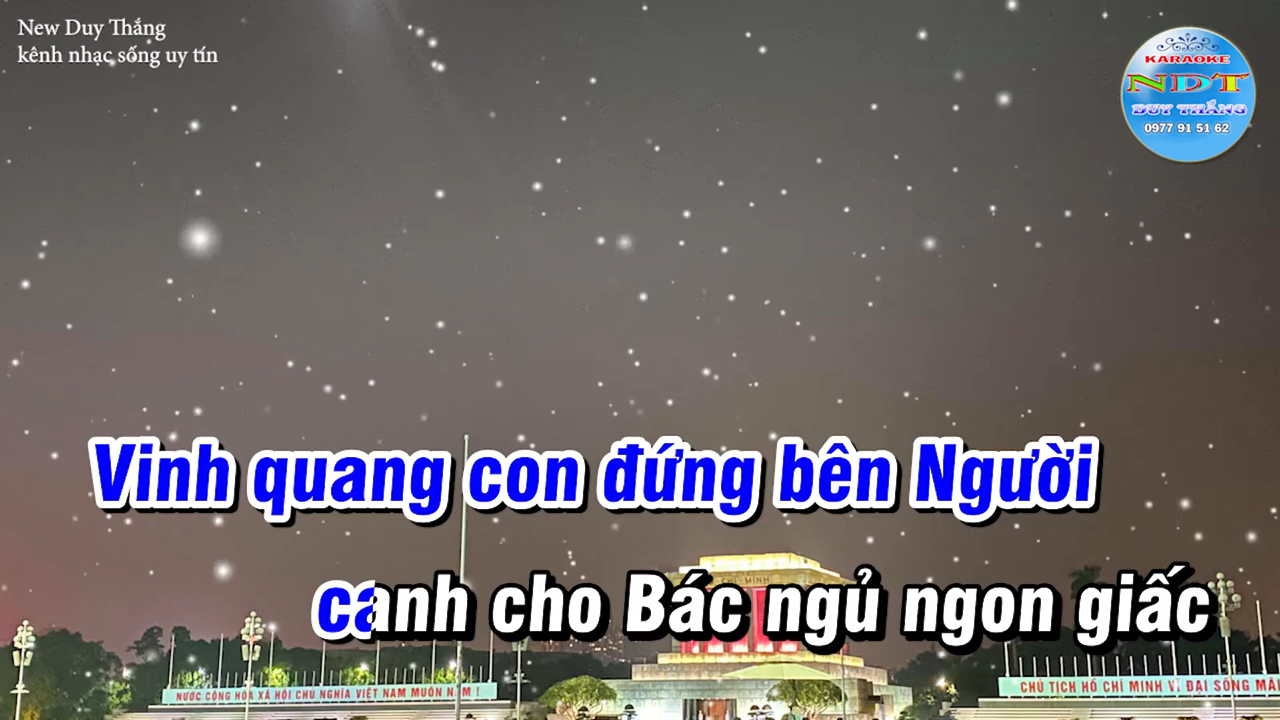 New Duy Thắng
kênh nhạc sống uy tín
KARAOKE
NDT
DUY THẮNG
0977 91 51 62
Vinh quang con đứng bên Người
canh cho Bác ngủ ngon giấc
CHÍ MINH
NƯỚC CỘNG HÒA XÃ HỘI CHỦ NGHĨA VIỆT NAM MUÔN NĂM !
CHỦ TỊCH HỒ CHÍ MINH VĨ ĐẠI SỐNG MÃI